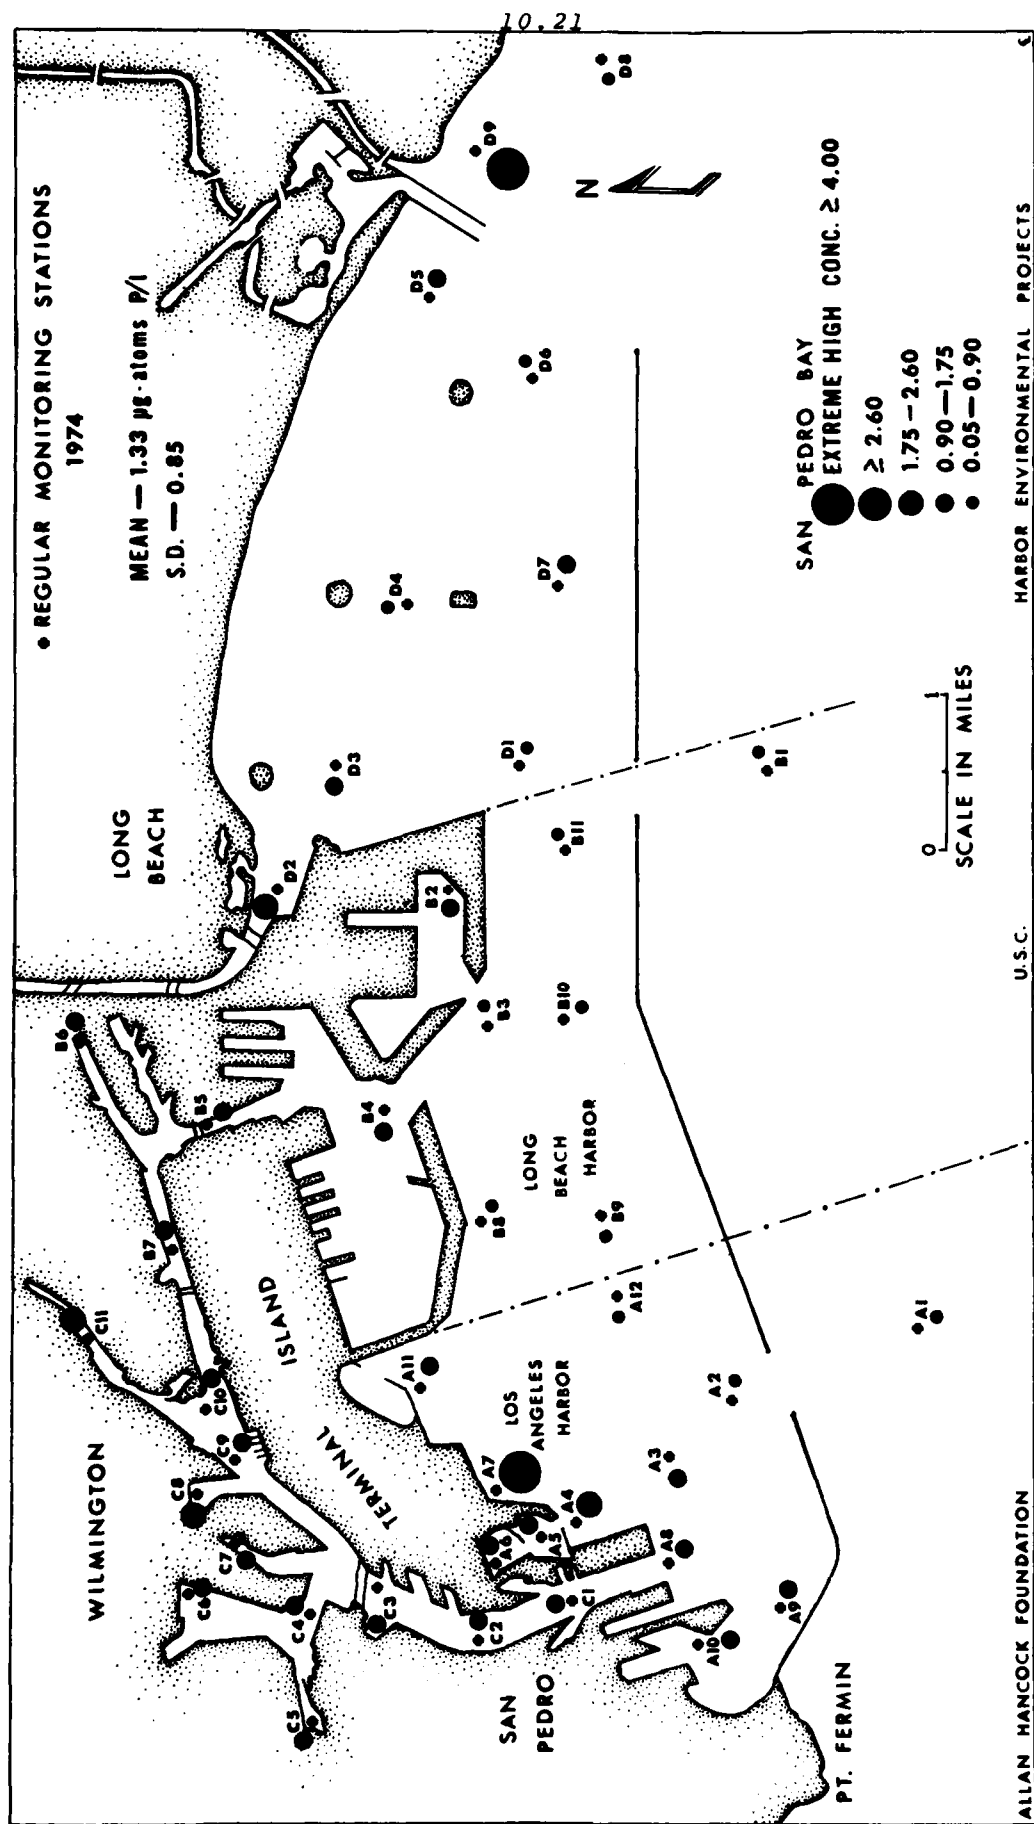 10.21
• REGULAR MONITORING STATIONS
1974
MEAN — 1.33 µg-atoms P/l
S.D. — 0.85
WILMINGTON
LONG
BEACH
TERMINAL
ISLAND
SAN
PEDRO
LOS
ANGELES
HARBOR
LONG
BEACH
HARBOR
PT. FERMIN
N
C5
C6
C7
C8
C9
C10
C11
C4
C3
C2
C1
B7
B6
B5
B4
B3
B2
B8
B9
B10
B11
B1
A7
A6
A5
A4
A3
A2
A1
A8
A9
A10
A11
A12
D2
D3
D1
D4
D7
D6
D5
D9
D8
SAN PEDRO BAY
EXTREME HIGH CONC. ≥ 4.00
≥ 2.60
1.75 – 2.60
0.90 — 1.75
0.05 — 0.90
0 1
SCALE IN MILES
ALLAN HANCOCK FOUNDATION U.S.C. HARBOR ENVIRONMENTAL PROJECTS